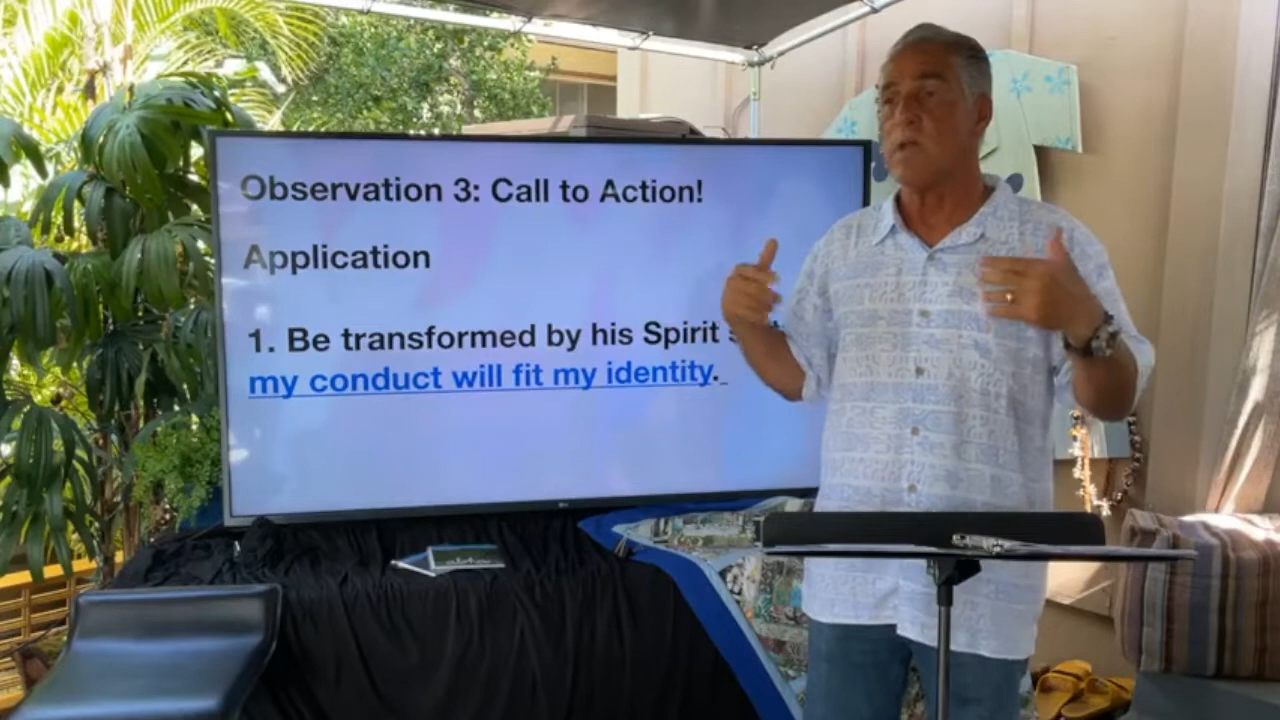 Observation 3: Call to Action!
Application
1. Be transformed by his Spirit
my conduct will fit my identity.